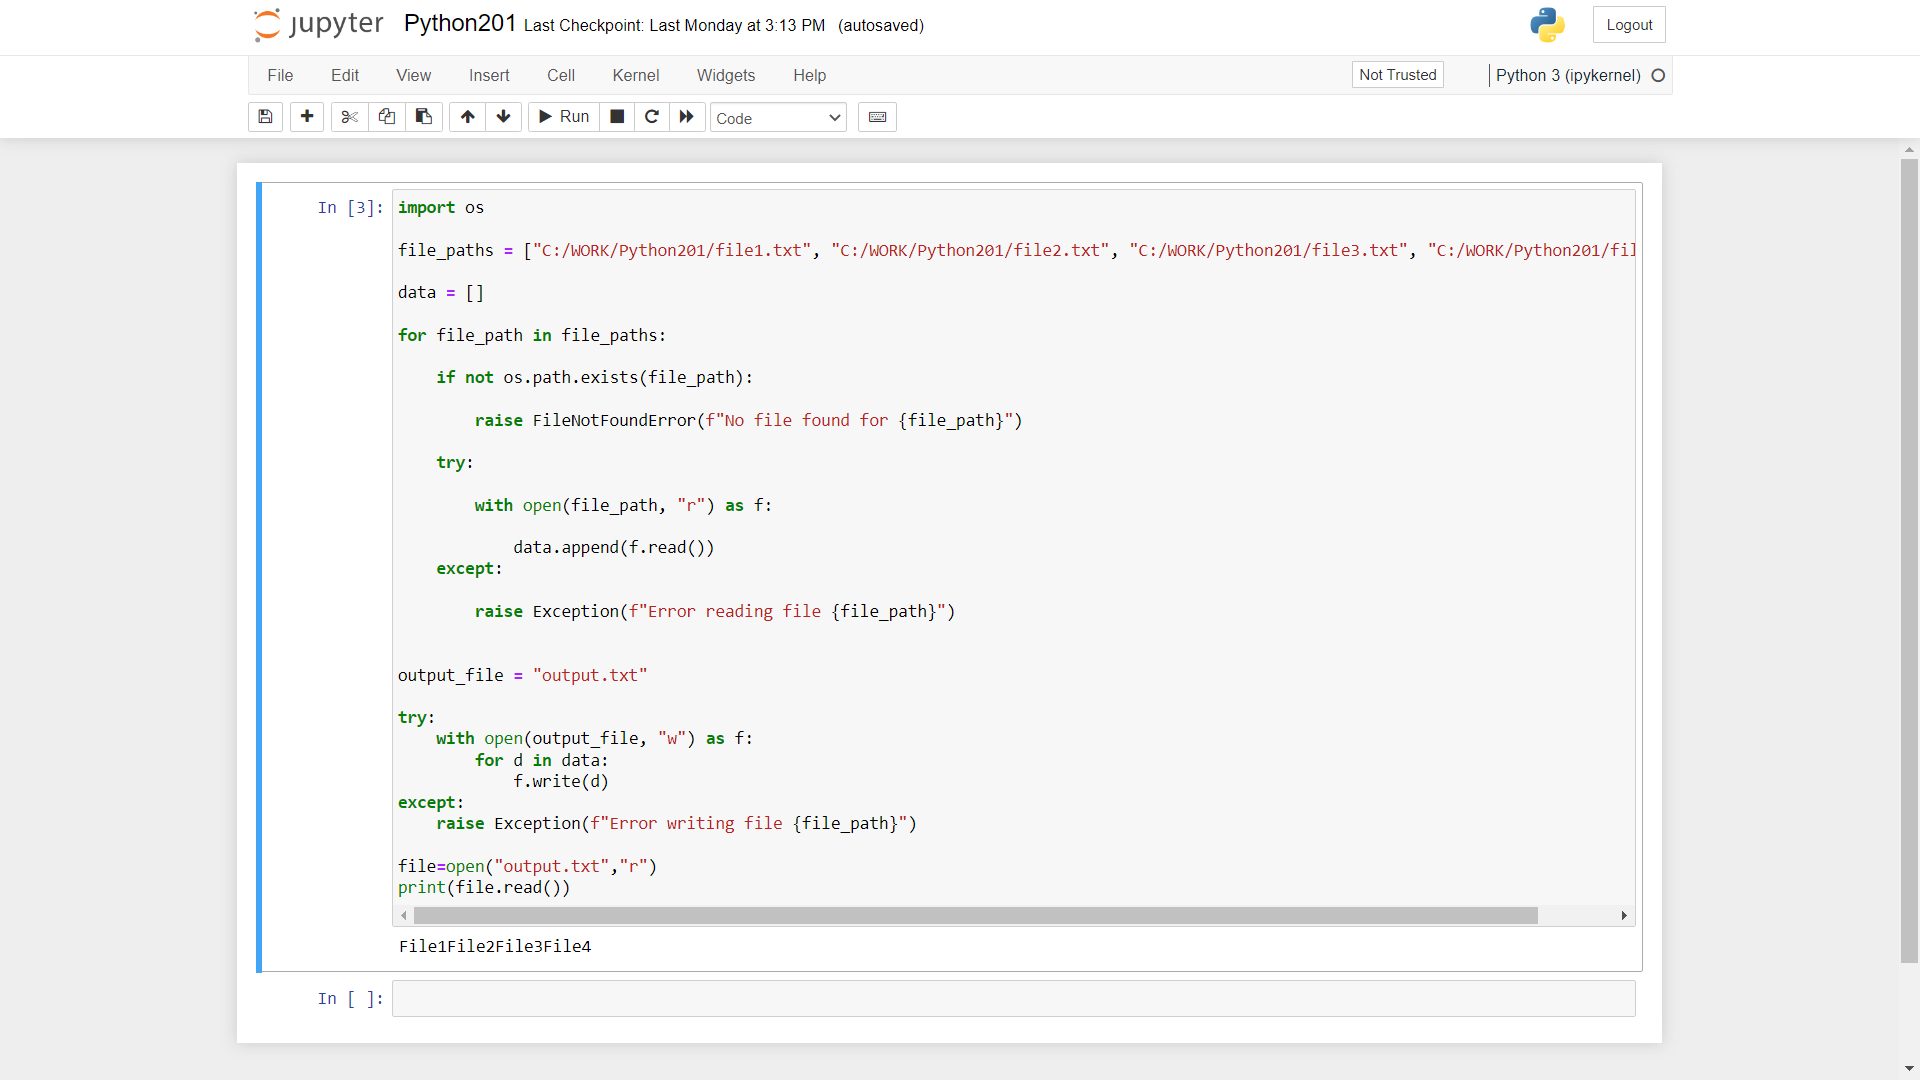 jupyter Python201 Last Checkpoint: Last Monday at 3:13 PM (autosaved) Logout
File Edit View Insert Cell Kernel Widgets Help Not Trusted Python 3 (ipykernel)
Run Code
In [3]:
import os
file_paths = ["C:/WORK/Python201/file1.txt", "C:/WORK/Python201/file2.txt", "C:/WORK/Python201/file3.txt", "C:/WORK/Python201/fil
data = []
for file_path in file_paths:
    if not os.path.exists(file_path):
        raise FileNotFoundError(f"No file found for {file_path}")
    try:
        with open(file_path, "r") as f:
            data.append(f.read())
    except:
        raise Exception(f"Error reading file {file_path}")
output_file = "output.txt"
try:
    with open(output_file, "w") as f:
        for d in data:
            f.write(d)
except:
    raise Exception(f"Error writing file {file_path}")
file=open("output.txt","r")
print(file.read())
File1File2File3File4
In [ ]: